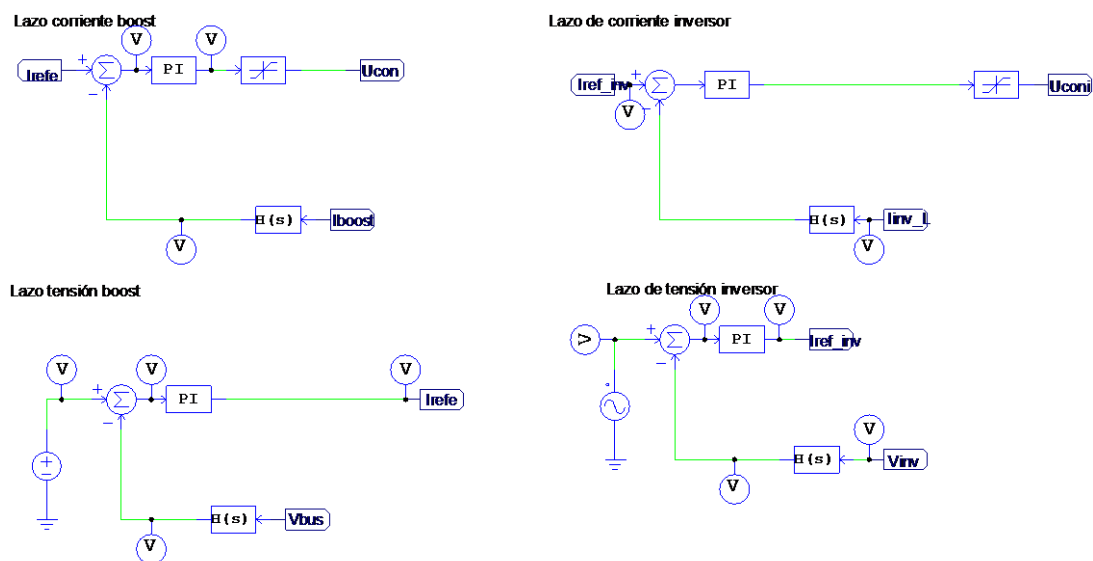 Lazo corriente boost
V
V
Irefe
+
Σ
−
PI
Ucon
H(s)
Iboost
V
Lazo de corriente inversor
Iref_inv
+
Σ
−
V
PI
Uconi
H(s)
Iinv_L
V
Lazo tensión boost
V
V
V
+
Σ
−
PI
Irefe
+
−
H(s)
Vbus
V
Lazo de tensión inversor
V
V
V
+
Σ
−
PI
Iref_inv
V
H(s)
Vinv
V